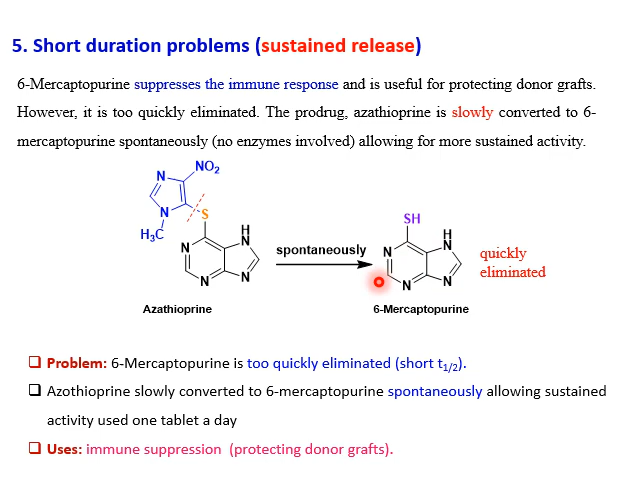 5. Short duration problems (sustained release)
6-Mercaptopurine suppresses the immune response and is useful for protecting donor grafts.
However, it is too quickly eliminated. The prodrug, azathioprine is slowly converted to 6-
mercaptopurine spontaneously (no enzymes involved) allowing for more sustained activity.
NO2
N
N
S
H3C
H
N
N
N
N
Azathioprine
spontaneously
SH
H
N
N
N
N
6-Mercaptopurine
quickly
eliminated
❑ Problem: 6-Mercaptopurine is too quickly eliminated (short t1/2).
❑ Azothioprine slowly converted to 6-mercaptopurine spontaneously allowing sustained
activity used one tablet a day
❑ Uses: immune suppression (protecting donor grafts).